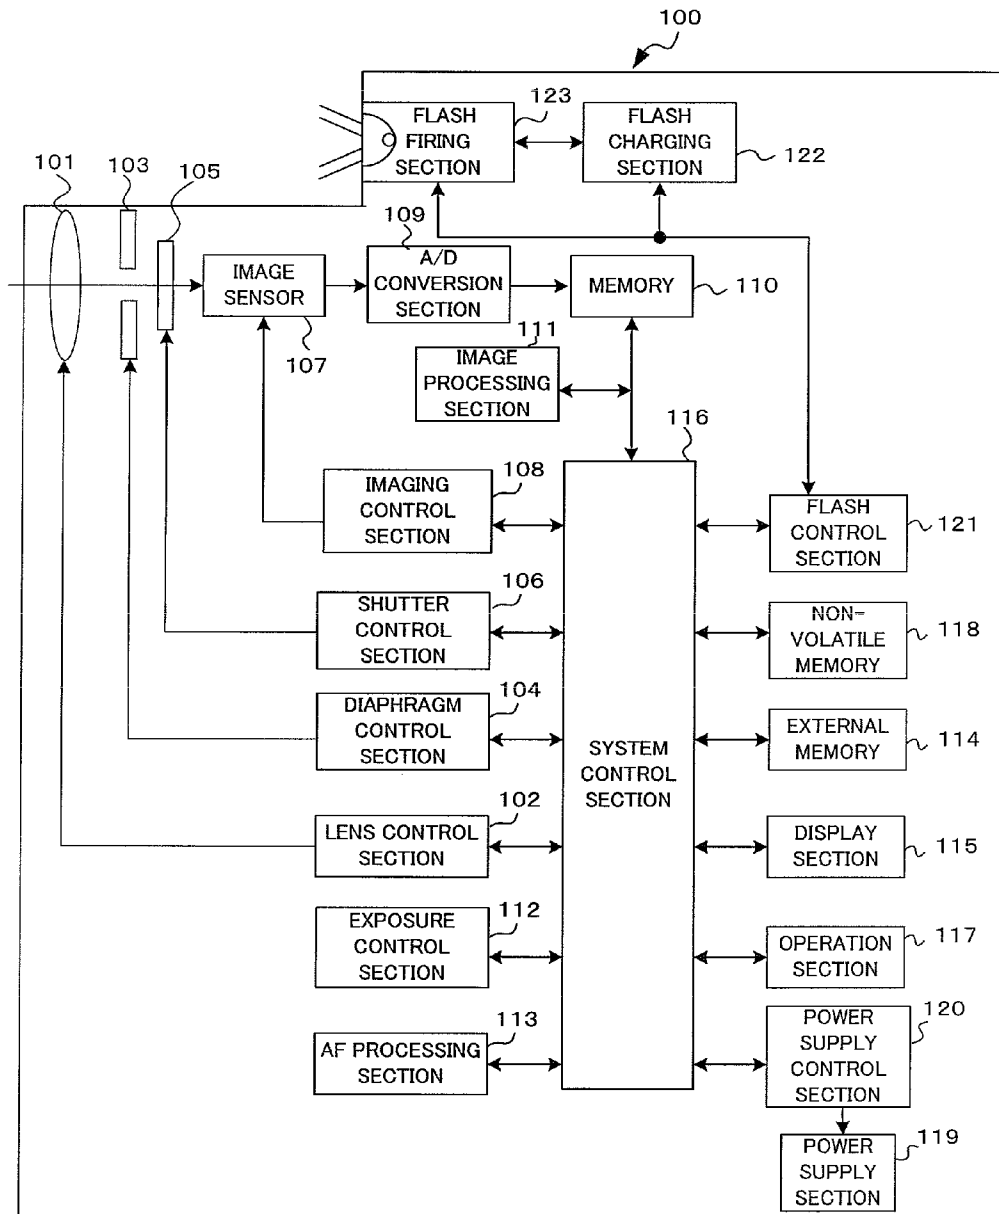 100
FLASH
FIRING
SECTION
123
FLASH
CHARGING
SECTION
122
101
103
105
109
A/D
CONVERSION
SECTION
IMAGE
SENSOR
107
MEMORY
110
111
IMAGE
PROCESSING
SECTION
116
IMAGING
CONTROL
SECTION
108
FLASH
CONTROL
SECTION
121
SHUTTER
CONTROL
SECTION
106
NON-
VOLATILE
MEMORY
118
DIAPHRAGM
CONTROL
SECTION
104
SYSTEM
CONTROL
SECTION
EXTERNAL
MEMORY
114
LENS CONTROL
SECTION
102
DISPLAY
SECTION
115
EXPOSURE
CONTROL
SECTION
112
OPERATION
SECTION
117
AF PROCESSING
SECTION
113
POWER
SUPPLY
CONTROL
SECTION
120
POWER
SUPPLY
SECTION
119